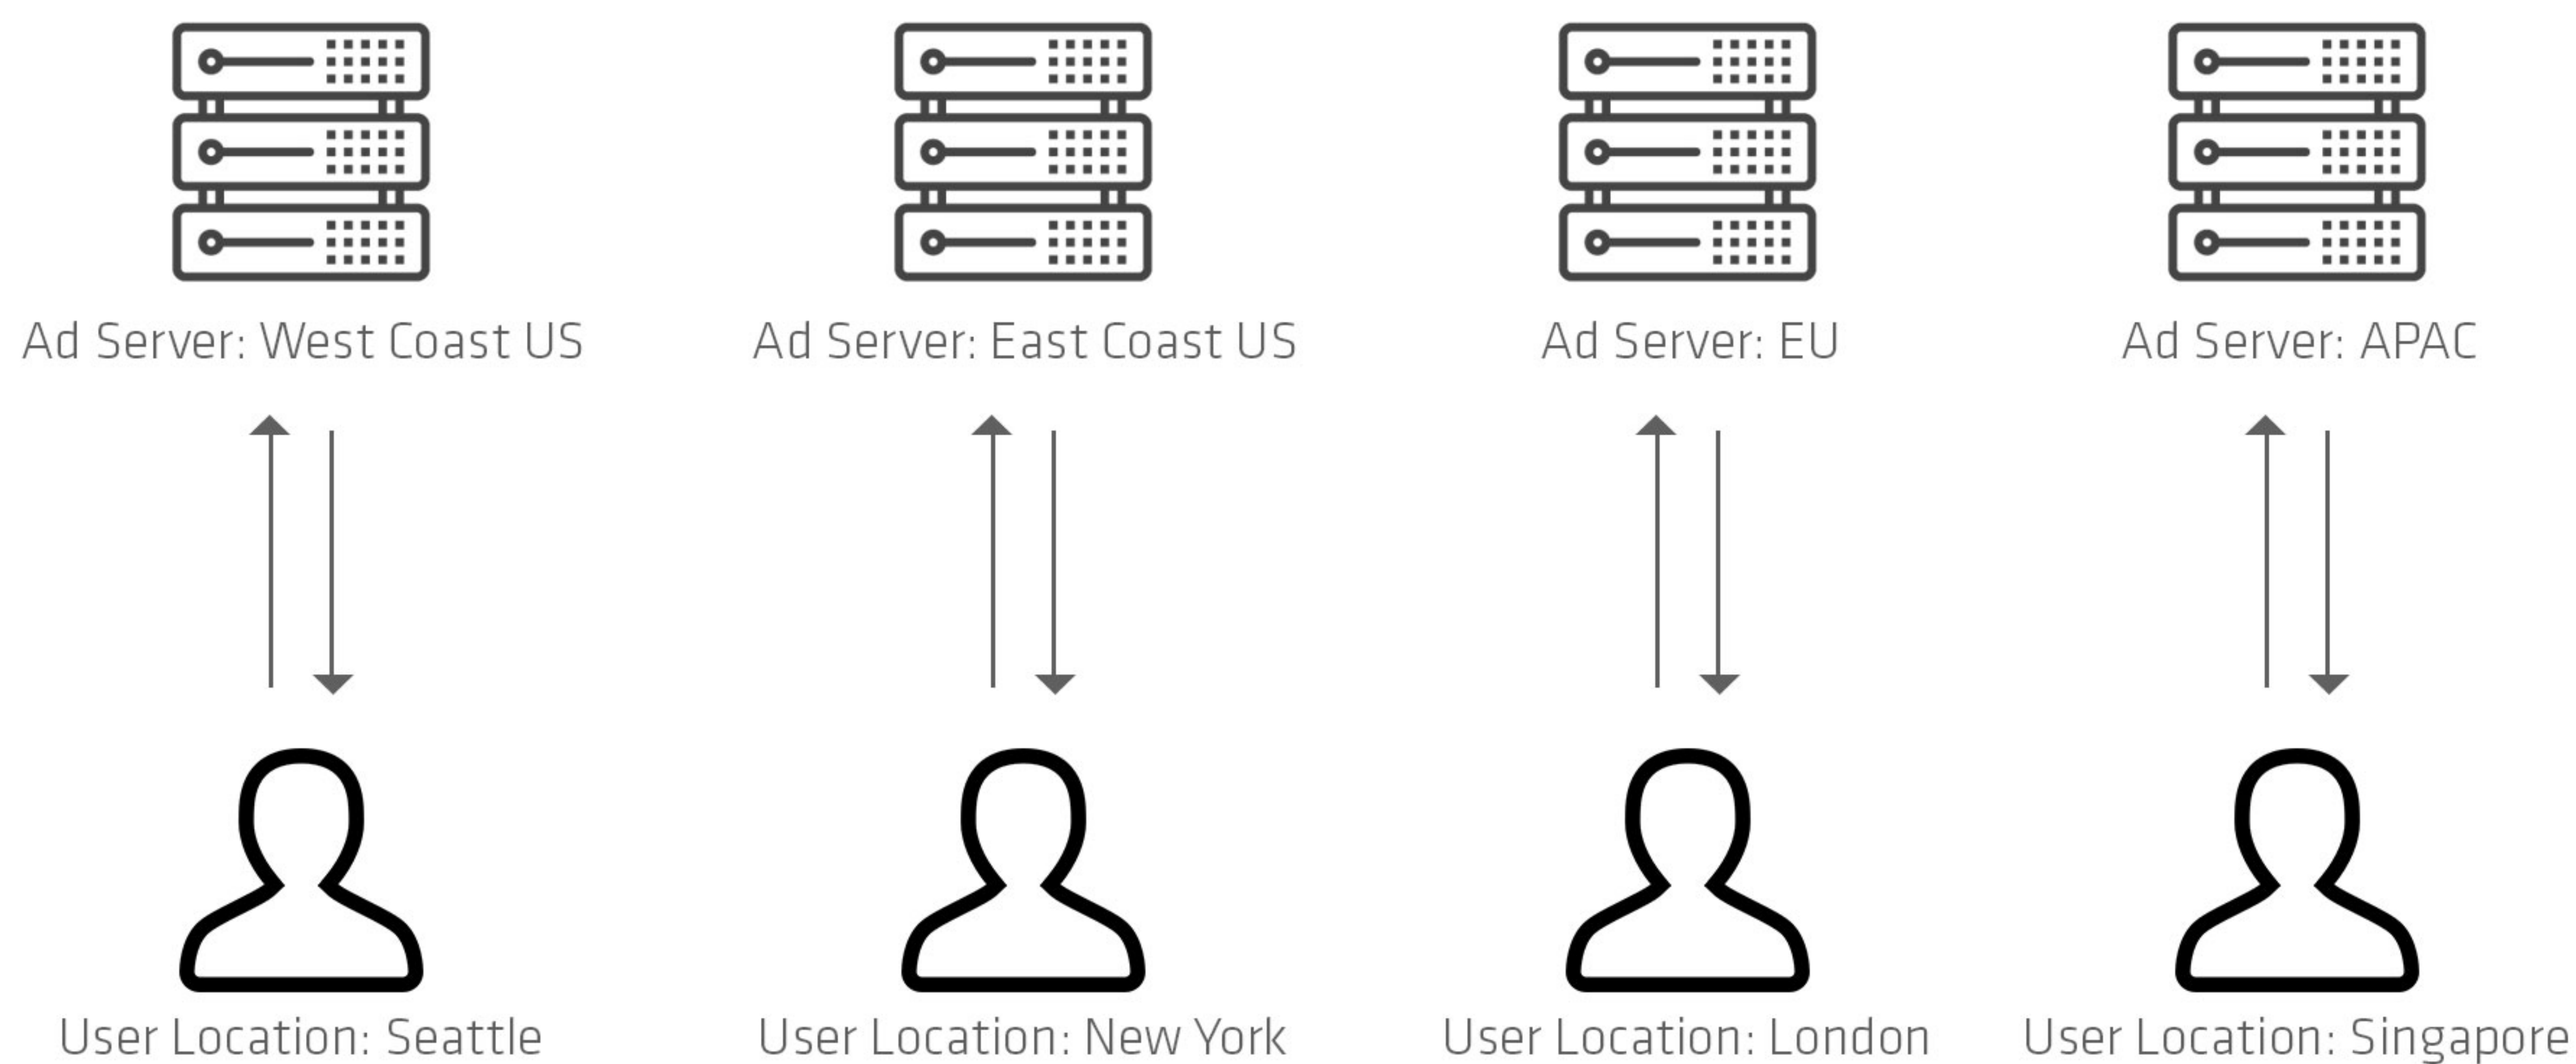 Ad Server: West Coast US
Ad Server: East Coast US
Ad Server: EU
Ad Server: APAC
User Location: Seattle
User Location: New York
User Location: London
User Location: Singapore